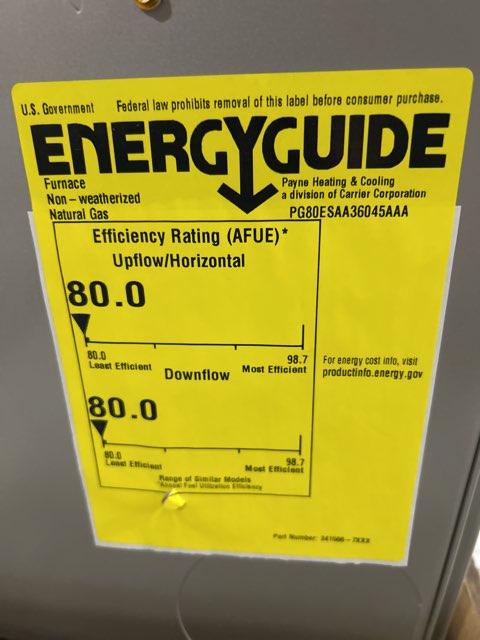 U.S. Government Federal law prohibits removal of this label before consumer purchase.
ENERGYGUIDE
Furnace
Non-weatherized
Natural Gas
Payne Heating & Cooling
a division of Carrier Corporation
PG80ESAA36045AAA
Efficiency Rating (AFUE)*
Upflow/Horizontal
80.0
80.0
Least Efficient
98.7
Most Efficient
For energy cost info, visit
productinfo.energy.gov
Downflow
80.0
80.0
Least Efficient
98.7
Most Efficient
Range of Similar Models
*Annual Fuel Utilization Efficiency
Part Number: